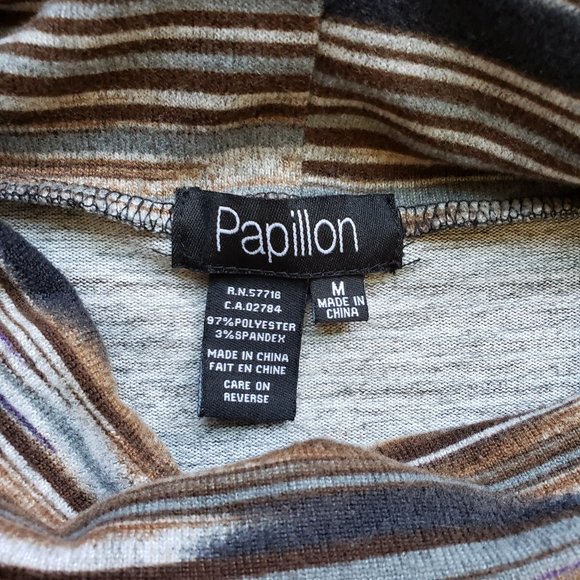 Papillon
R.N.57716
C.A.02784
97%POLYESTER
3%SPANDEX
MADE IN CHINA
FAIT EN CHINE
CARE ON
REVERSE
M
MADE IN
CHINA